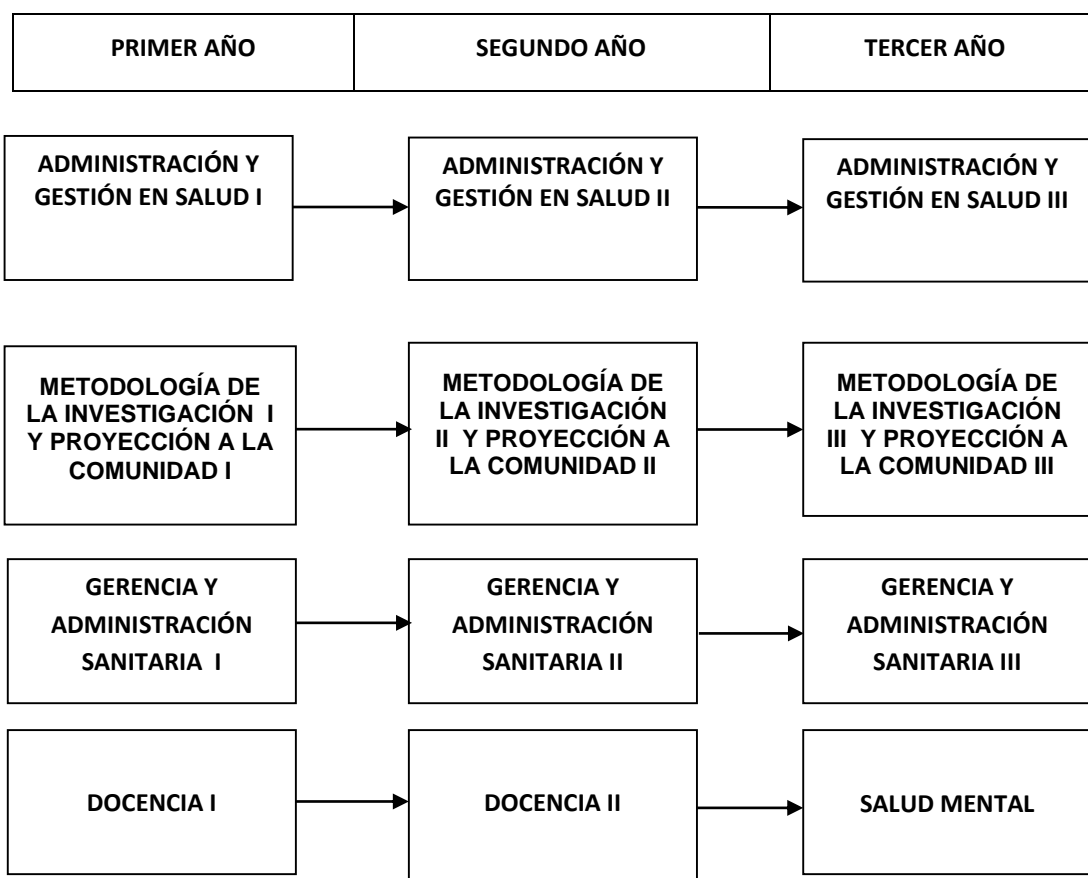 PRIMER AÑO
SEGUNDO AÑO
TERCER AÑO
ADMINISTRACIÓN Y
GESTIÓN EN SALUD I
ADMINISTRACIÓN Y
GESTIÓN EN SALUD II
ADMINISTRACIÓN Y
GESTIÓN EN SALUD III
METODOLOGÍA DE
LA INVESTIGACIÓN I
Y PROYECCIÓN A LA
COMUNIDAD I
METODOLOGÍA DE
LA INVESTIGACIÓN
II Y PROYECCIÓN A
LA COMUNIDAD II
METODOLOGÍA DE
LA INVESTIGACIÓN
III Y PROYECCIÓN A
LA COMUNIDAD III
GERENCIA Y
ADMINISTRACIÓN
SANITARIA I
GERENCIA Y
ADMINISTRACIÓN
SANITARIA II
GERENCIA Y
ADMINISTRACIÓN
SANITARIA III
DOCENCIA I
DOCENCIA II
SALUD MENTAL